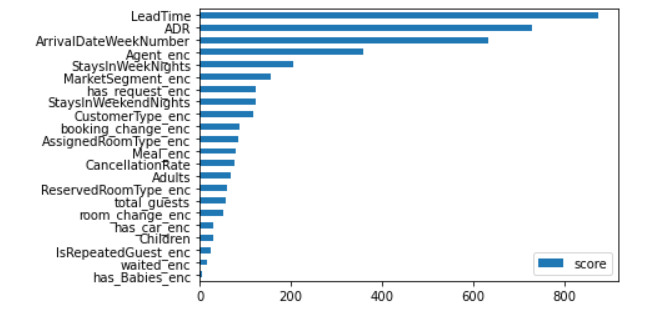 LeadTime
ADR
ArrivalDateWeekNumber
Agent_enc
StaysInWeekNights
MarketSegment_enc
has_request_enc
StaysInWeekendNights
CustomerType_enc
booking_change_enc
AssignedRoomType_enc
Meal_enc
CancellationRate
Adults
ReservedRoomType_enc
total_guests
room_change_enc
has_car_enc
Children
IsRepeatedGuest_enc
waited_enc
has_Babies_enc
score
0 200 400 600 800